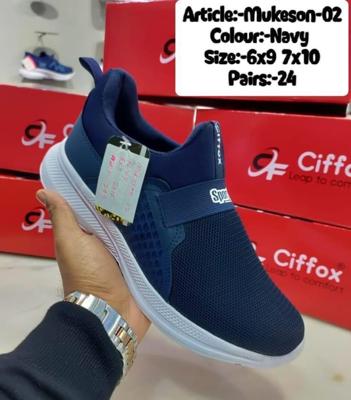 Article:-Mukeson-02
Colour:-Navy
Size:-6x9 7x10
Pairs:-24
Ciffox
Ciffox
Leap to comfort
Spor
Ciffox
Leap to comfort